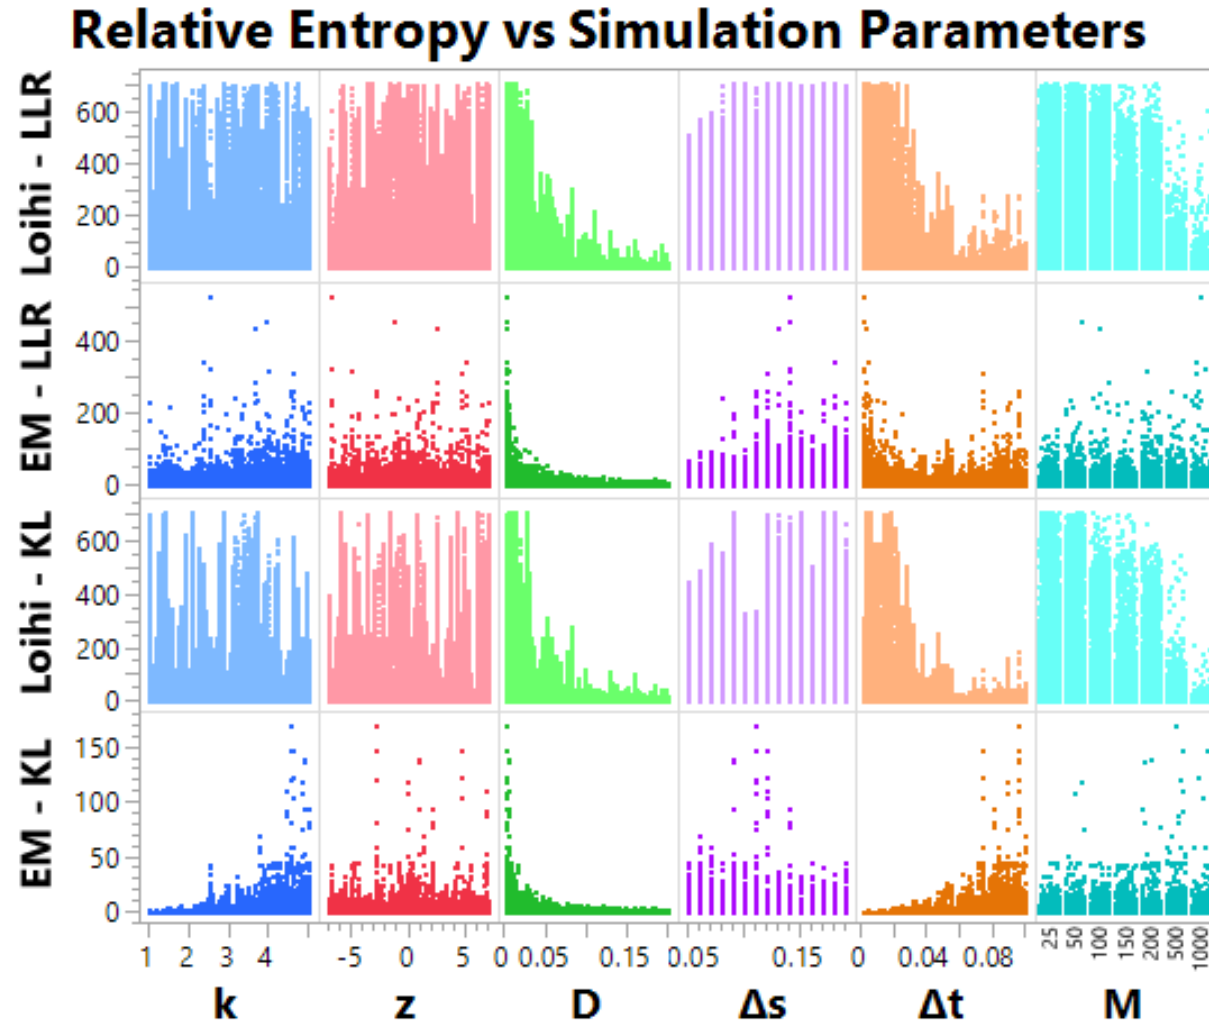 Relative Entropy vs Simulation Parameters
Loihi - LLR
600
400
200
0
EM - LLR
400
200
0
Loihi - KL
600
400
200
0
EM - KL
150
100
50
0
1 2 3 4 -5 0 5 0 0.05 0.15 0.05 0.15 0 0.04 0.08 25 50 100 150 200 500 1000
k z D Δs Δt M